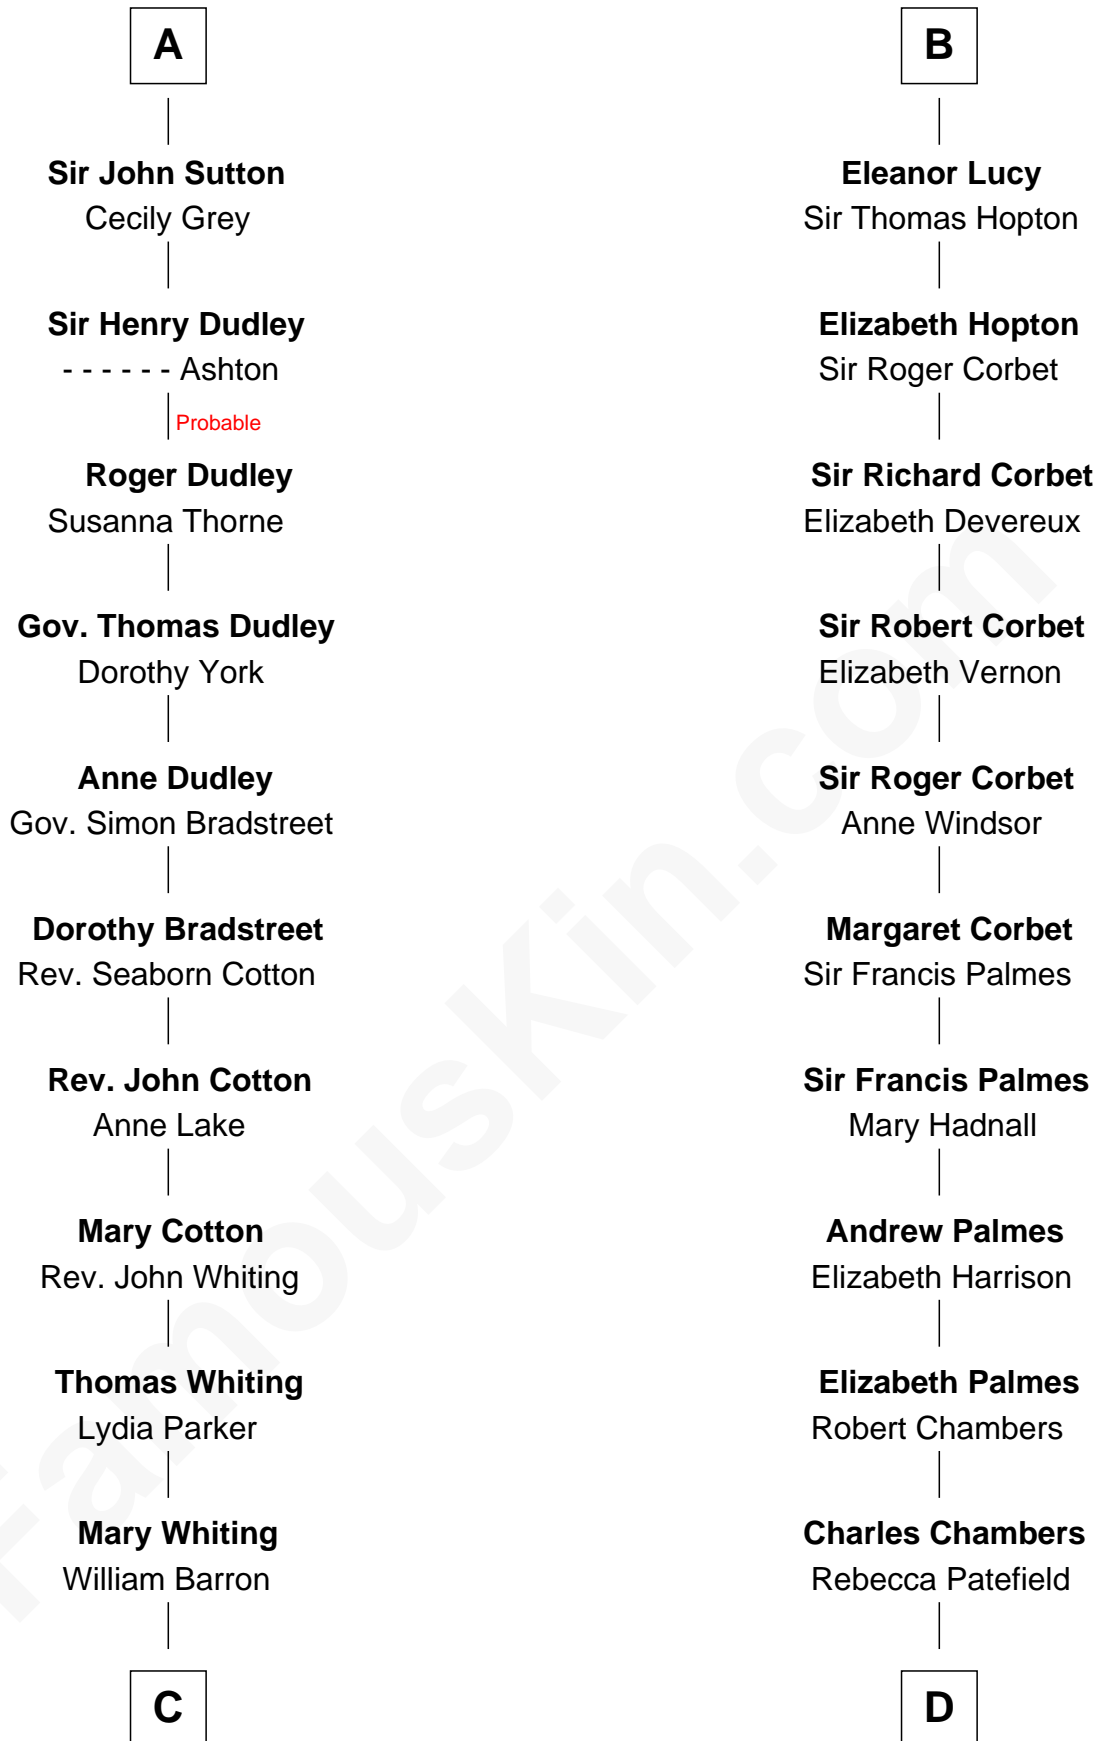 A
Sir John Sutton
Cecily Grey
Sir Henry Dudley
- - - - - - Ashton
Probable
Roger Dudley
Susanna Thorne
Gov. Thomas Dudley
Dorothy York
Anne Dudley
Gov. Simon Bradstreet
Dorothy Bradstreet
Rev. Seaborn Cotton
Rev. John Cotton
Anne Lake
Mary Cotton
Rev. John Whiting
Thomas Whiting
Lydia Parker
Mary Whiting
William Barron
C
B
Eleanor Lucy
Sir Thomas Hopton
Elizabeth Hopton
Sir Roger Corbet
Sir Richard Corbet
Elizabeth Devereux
Sir Robert Corbet
Elizabeth Vernon
Sir Roger Corbet
Anne Windsor
Margaret Corbet
Sir Francis Palmes
Sir Francis Palmes
Mary Hadnall
Andrew Palmes
Elizabeth Harrison
Elizabeth Palmes
Robert Chambers
Charles Chambers
Rebecca Patefield
D
FamousKin.com